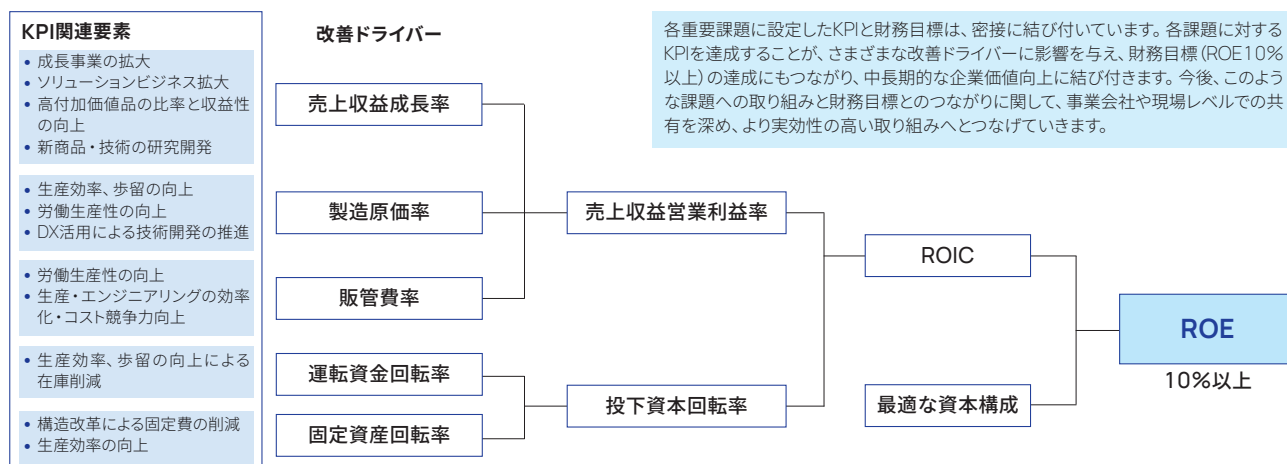 KPI関連要素
• 成長事業の拡大
• ソリューションビジネス拡大
• 高付加価値品の比率と収益性
の向上
• 新商品・技術の研究開発
• 生産効率、歩留の向上
• 労働生産性の向上
• DX活用による技術開発の推進
• 労働生産性の向上
• 生産・エンジニアリングの効率
化・コスト競争力向上
• 生産効率、歩留の向上による
在庫削減
• 構造改革による固定費の削減
• 生産効率の向上
改善ドライバー
売上収益成長率
製造原価率
販管費率
運転資金回転率
固定資産回転率
売上収益営業利益率
投下資本回転率
ROIC
最適な資本構成
ROE
10%以上
各重要課題に設定したKPIと財務目標は、密接に結び付いています。各課題に対する
KPIを達成することが、さまざまな改善ドライバーに影響を与え、財務目標（ROE10%
以上）の達成にもつながり、中長期的な企業価値向上に結び付きます。今後、このよう
な課題への取り組みと財務目標とのつながりに関して、事業会社や現場レベルでの共
有を深め、より実効性の高い取り組みへとつなげていきます。